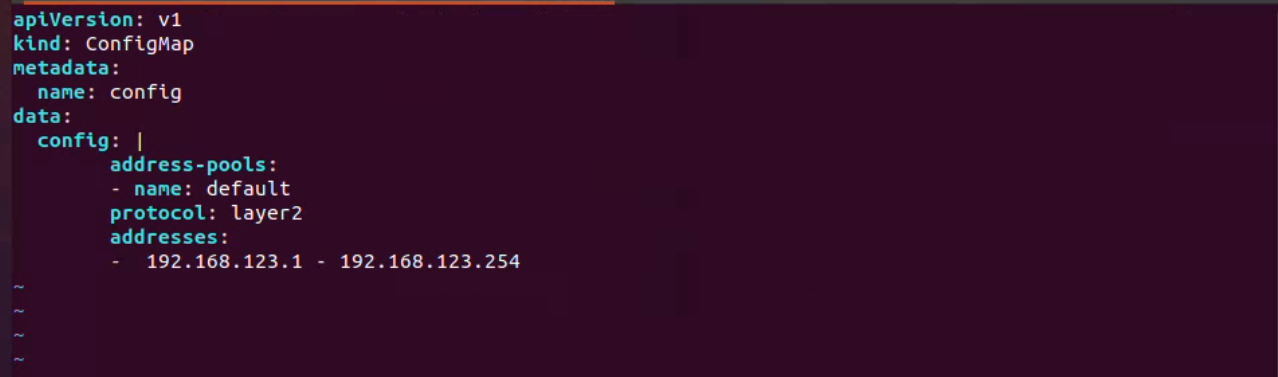 apiVersion: v1
kind: ConfigMap
metadata:
  name: config
data:
  config: |
        address-pools:
        - name: default
        protocol: layer2
        addresses:
        -  192.168.123.1 - 192.168.123.254
~
~
~
~